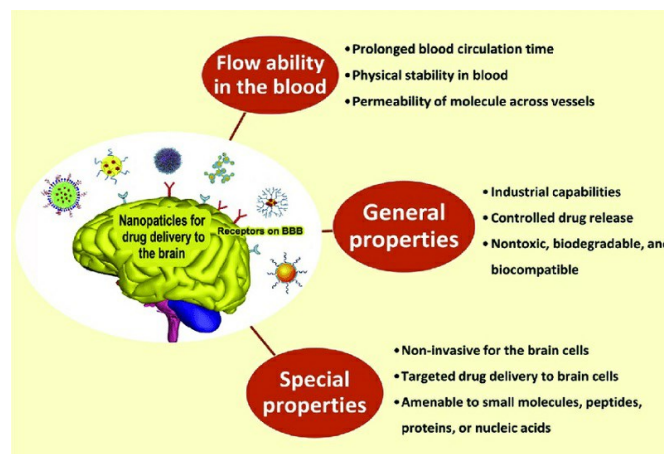 Flow ability
in the blood
• Prolonged blood circulation time
• Physical stability in blood
• Permeability of molecule across vessels
Nanopaticles for
drug delivery to
the brain
Receptors on BBB
General
properties
• Industrial capabilities
• Controlled drug release
• Nontoxic, biodegradable, and
biocompatible
Special
properties
• Non-invasive for the brain cells
• Targeted drug delivery to brain cells
• Amenable to small molecules, peptides,
proteins, or nucleic acids